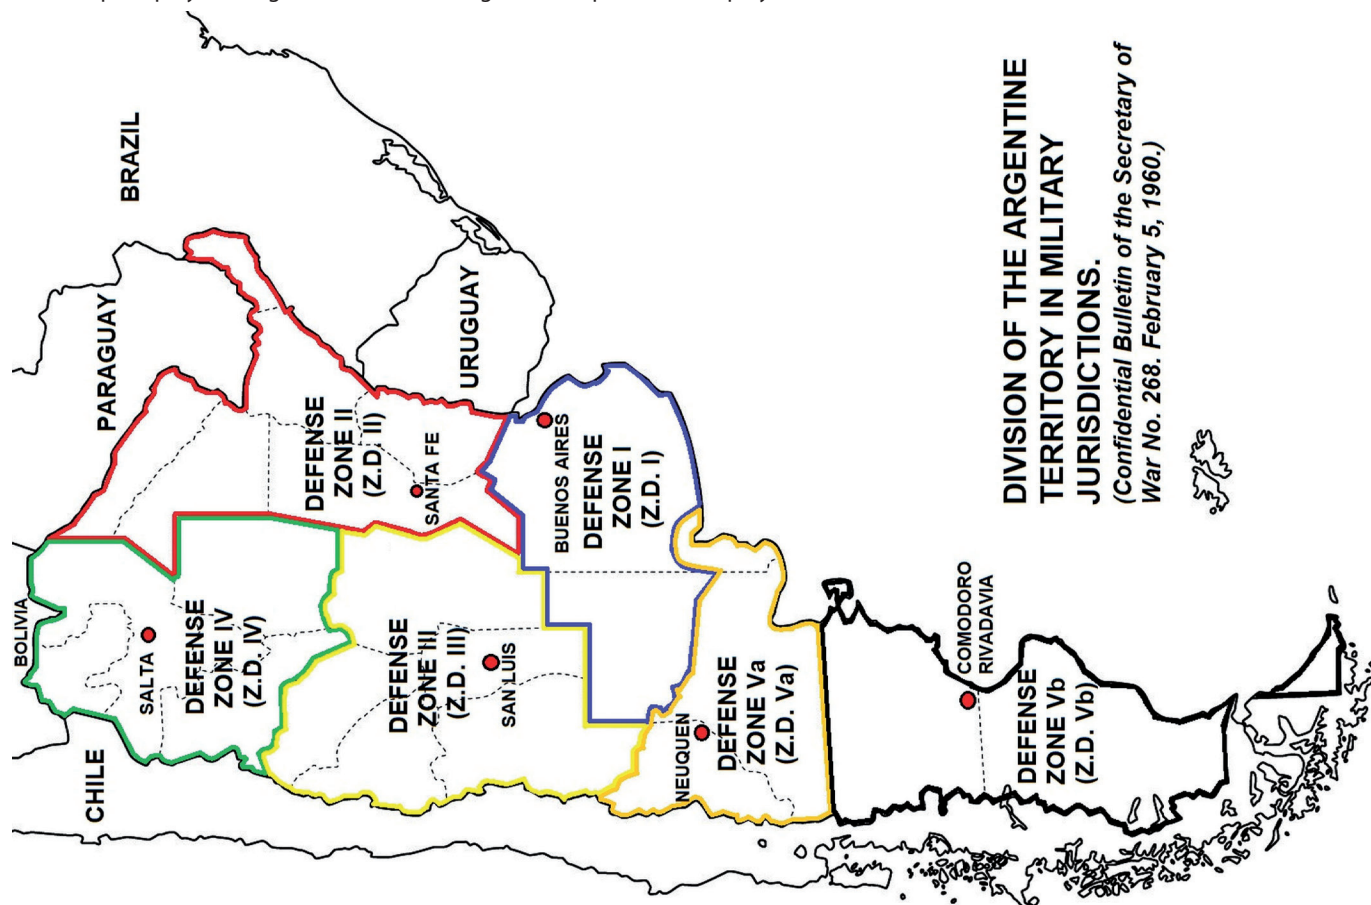 BRAZIL
PARAGUAY
URUGUAY
BOLIVIA
CHILE
SALTA
DEFENSE
ZONE IV
(Z.D. IV)
DEFENSE
ZONE II
(Z.D. II)
SANTA FE
DEFENSE
ZONE III
(Z.D. III)
SAN LUIS
BUENOS AIRES
DEFENSE
ZONE I
(Z.D. I)
NEUQUEN
DEFENSE
ZONE Va
(Z.D. Va)
COMODORO
RIVADAVIA
DEFENSE
ZONE Vb
(Z.D. Vb)
DIVISION OF THE ARGENTINE
TERRITORY IN MILITARY
JURISDICTIONS.
(Confidential Bulletin of the Secretary of
War No. 268. February 5, 1960.)